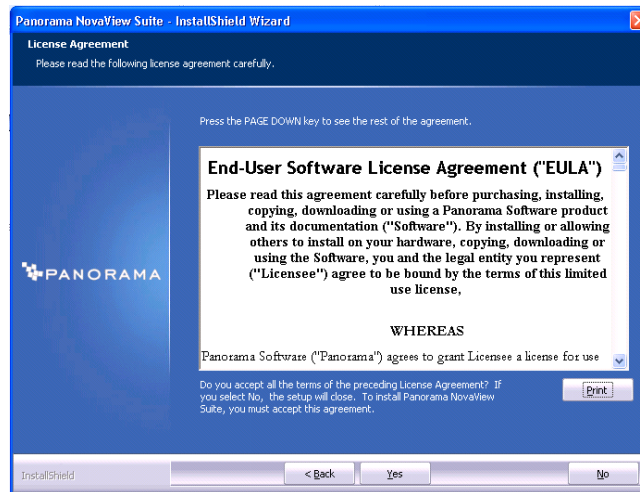 Panorama NovaView Suite - InstallShield Wizard
License Agreement
Please read the following license agreement carefully.
Press the PAGE DOWN key to see the rest of the agreement.
End-User Software License Agreement ("EULA")
Please read this agreement carefully before purchasing, installing,
copying, downloading or using a Panorama Software product
and its documentation ("Software"). By installing or allowing
others to install on your hardware, copying, downloading or
using the Software, you and the legal entity you represent
("Licensee") agree to be bound by the terms of this limited
use license,
WHEREAS
Panorama Software ("Panorama") agrees to grant Licensee a license for use
PANORAMA
Do you accept all the terms of the preceding License Agreement? If
you select No, the setup will close. To install Panorama NovaView
Suite, you must accept this agreement.
Print
InstallShield
< Back
Yes
No